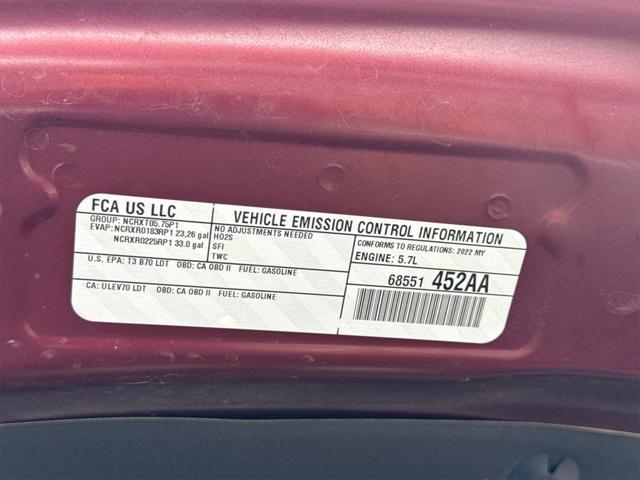 FCA US LLC
GROUP: NCRXT05.75P1
EVAP: NCRXR0183RP1 23,26 gal
NCRXR0225RP1 33.0 gal
VEHICLE EMISSION CONTROL INFORMATION
NO ADJUSTMENTS NEEDED
HO2S
SFI
TWC
CONFORMS TO REGULATIONS: 2022 MY
ENGINE: 5.7L
U.S. EPA: T3 B70 LDT OBD: CA OBD II FUEL: GASOLINE
CA: ULEV70 LDT OBD: CA OBD II FUEL: GASOLINE
68551 452AA